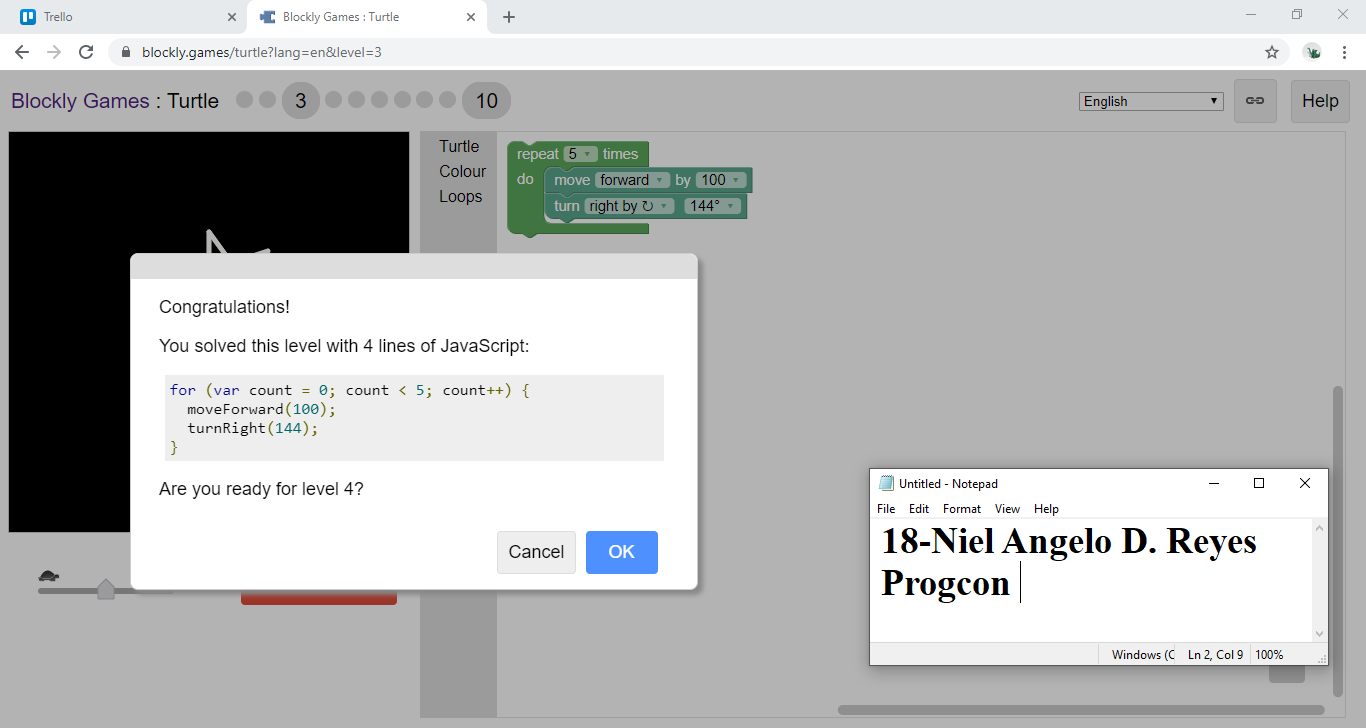 Trello
Blockly Games : Turtle
blockly.games/turtle?lang=en&level=3
Blockly Games : Turtle 3 10 English Help
Turtle
Colour
Loops
repeat 5 times
do move forward by 100
turn right by ↻ 144°
Congratulations!
You solved this level with 4 lines of JavaScript:
for (var count = 0; count < 5; count++) {
  moveForward(100);
  turnRight(144);
}
Are you ready for level 4?
Cancel OK
Untitled - Notepad
File Edit Format View Help
18-Niel Angelo D. Reyes
Progcon
Windows (C Ln 2, Col 9 100%